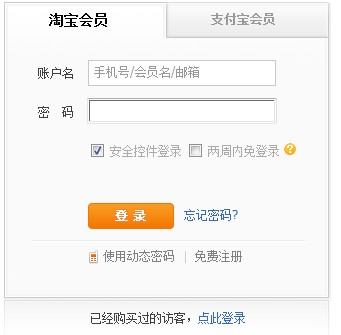 淘宝会员 支付宝会员
账户名 手机号/会员名/邮箱
密 码
安全控件登录 两周内免登录 ?
登 录 忘记密码?
使用动态密码 | 免费注册
已经购买过的访客，点此登录